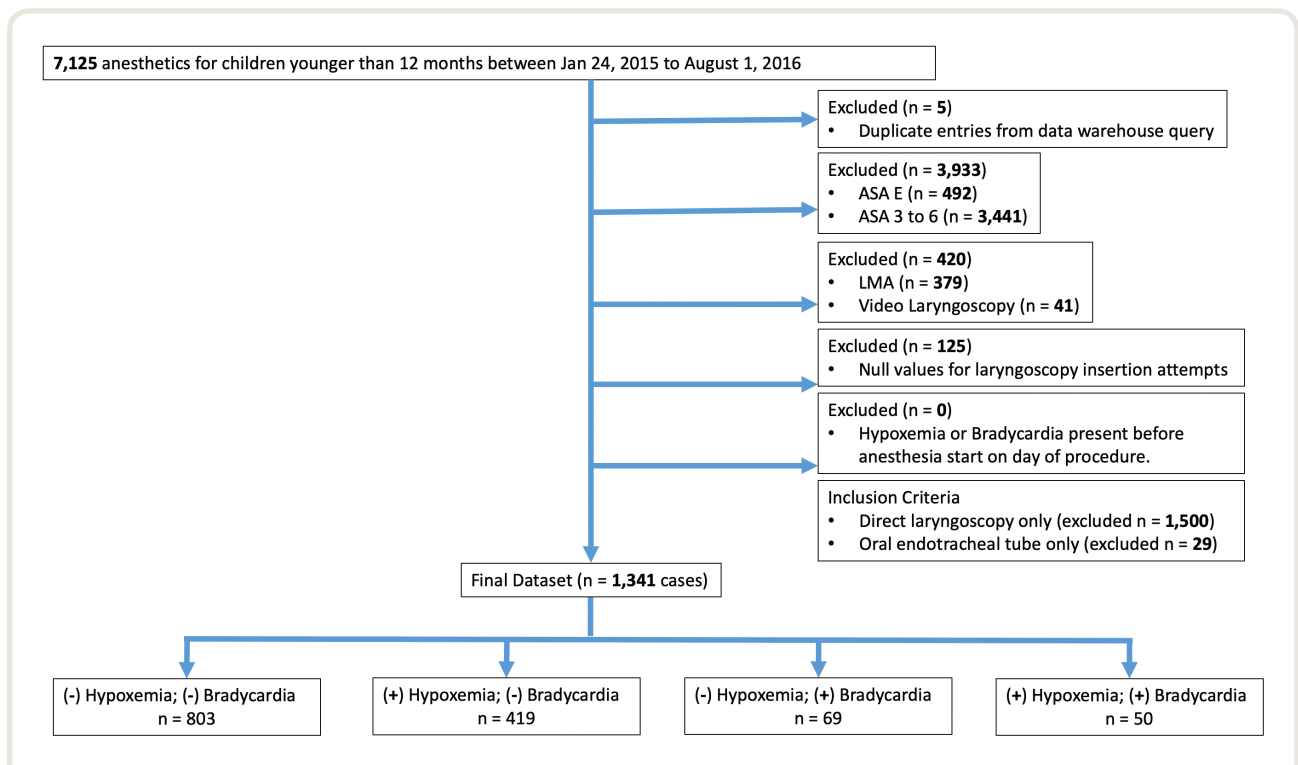 7,125 anesthetics for children younger than 12 months between Jan 24, 2015 to August 1, 2016
Excluded (n = 5)
• Duplicate entries from data warehouse query
Excluded (n = 3,933)
• ASA E (n = 492)
• ASA 3 to 6 (n = 3,441)
Excluded (n = 420)
• LMA (n = 379)
• Video Laryngoscopy (n = 41)
Excluded (n = 125)
• Null values for laryngoscopy insertion attempts
Excluded (n = 0)
• Hypoxemia or Bradycardia present before
anesthesia start on day of procedure.
Inclusion Criteria
• Direct laryngoscopy only (excluded n = 1,500)
• Oral endotracheal tube only (excluded n = 29)
Final Dataset (n = 1,341 cases)
(-) Hypoxemia; (-) Bradycardia
n = 803
(+) Hypoxemia; (-) Bradycardia
n = 419
(-) Hypoxemia; (+) Bradycardia
n = 69
(+) Hypoxemia; (+) Bradycardia
n = 50